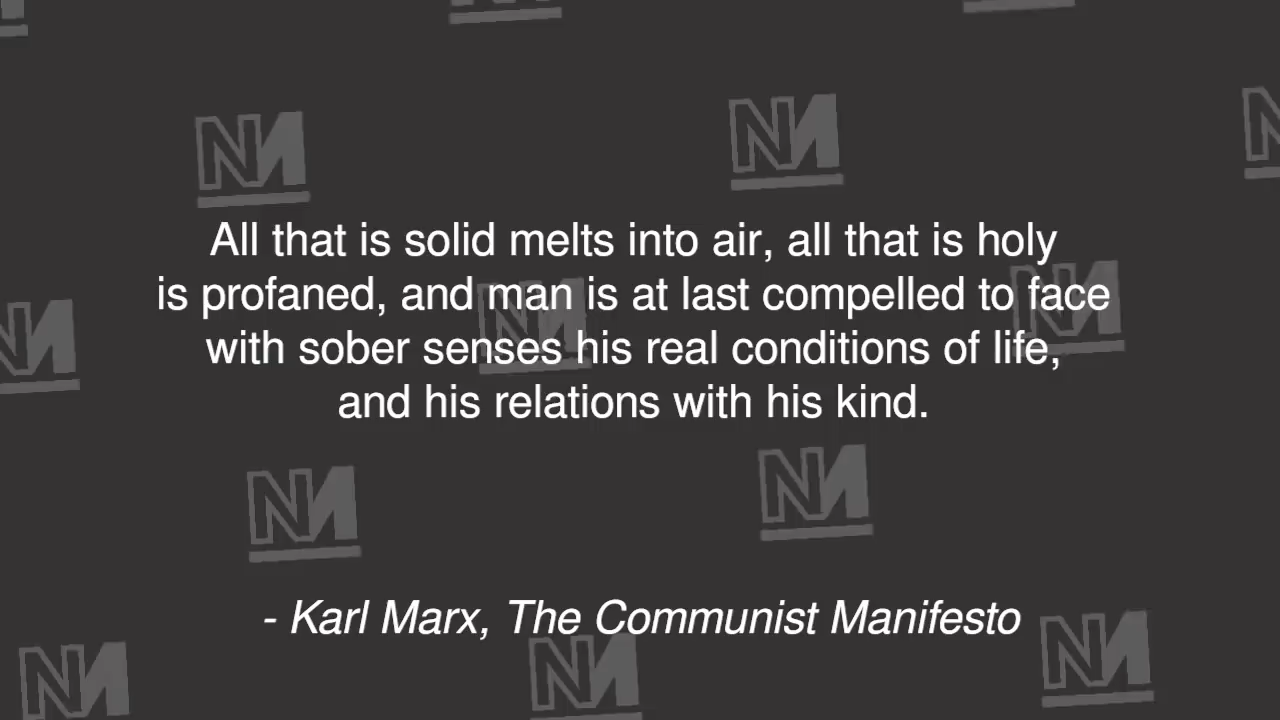 All that is solid melts into air, all that is holy
is profaned, and man is at last compelled to face
with sober senses his real conditions of life,
and his relations with his kind.
- Karl Marx, The Communist Manifesto